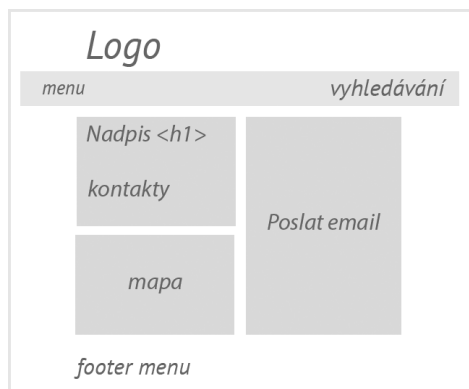 Logo
menu vyhledávání
Nadpis <h1>
kontakty
Poslat email
mapa
footer menu